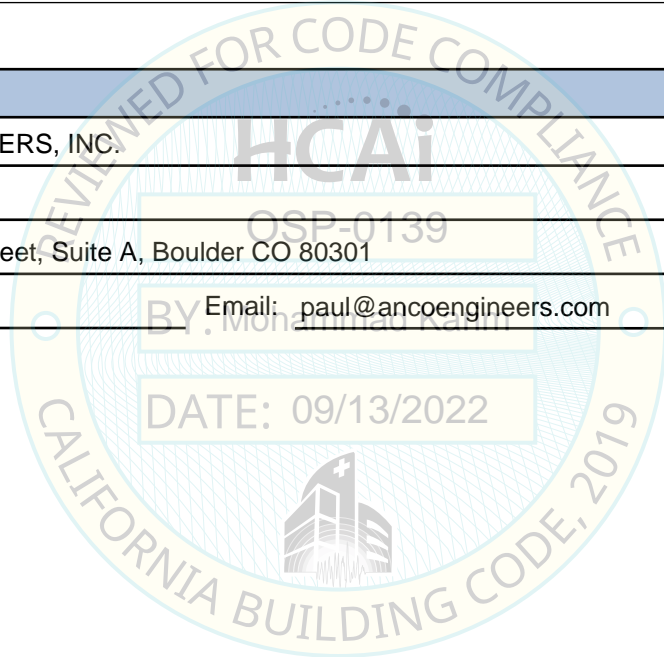 REVIEWED FOR CODE COMPLIANCE
HCAi
ERS, INC.
OSP-0139
eet, Suite A, Boulder CO 80301
Email: paul@ancoengineers.com
BY: Mohammad Karim
DATE: 09/13/2022
CALIFORNIA BUILDING CODE, 2019